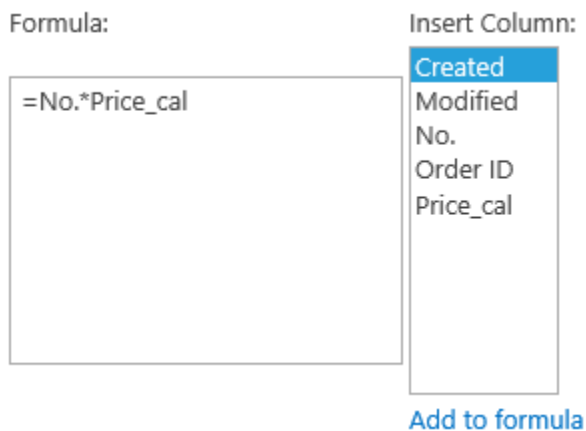 Formula:
=No.*Price_cal
Insert Column:
Created
Modified
No.
Order ID
Price_cal
Add to formula